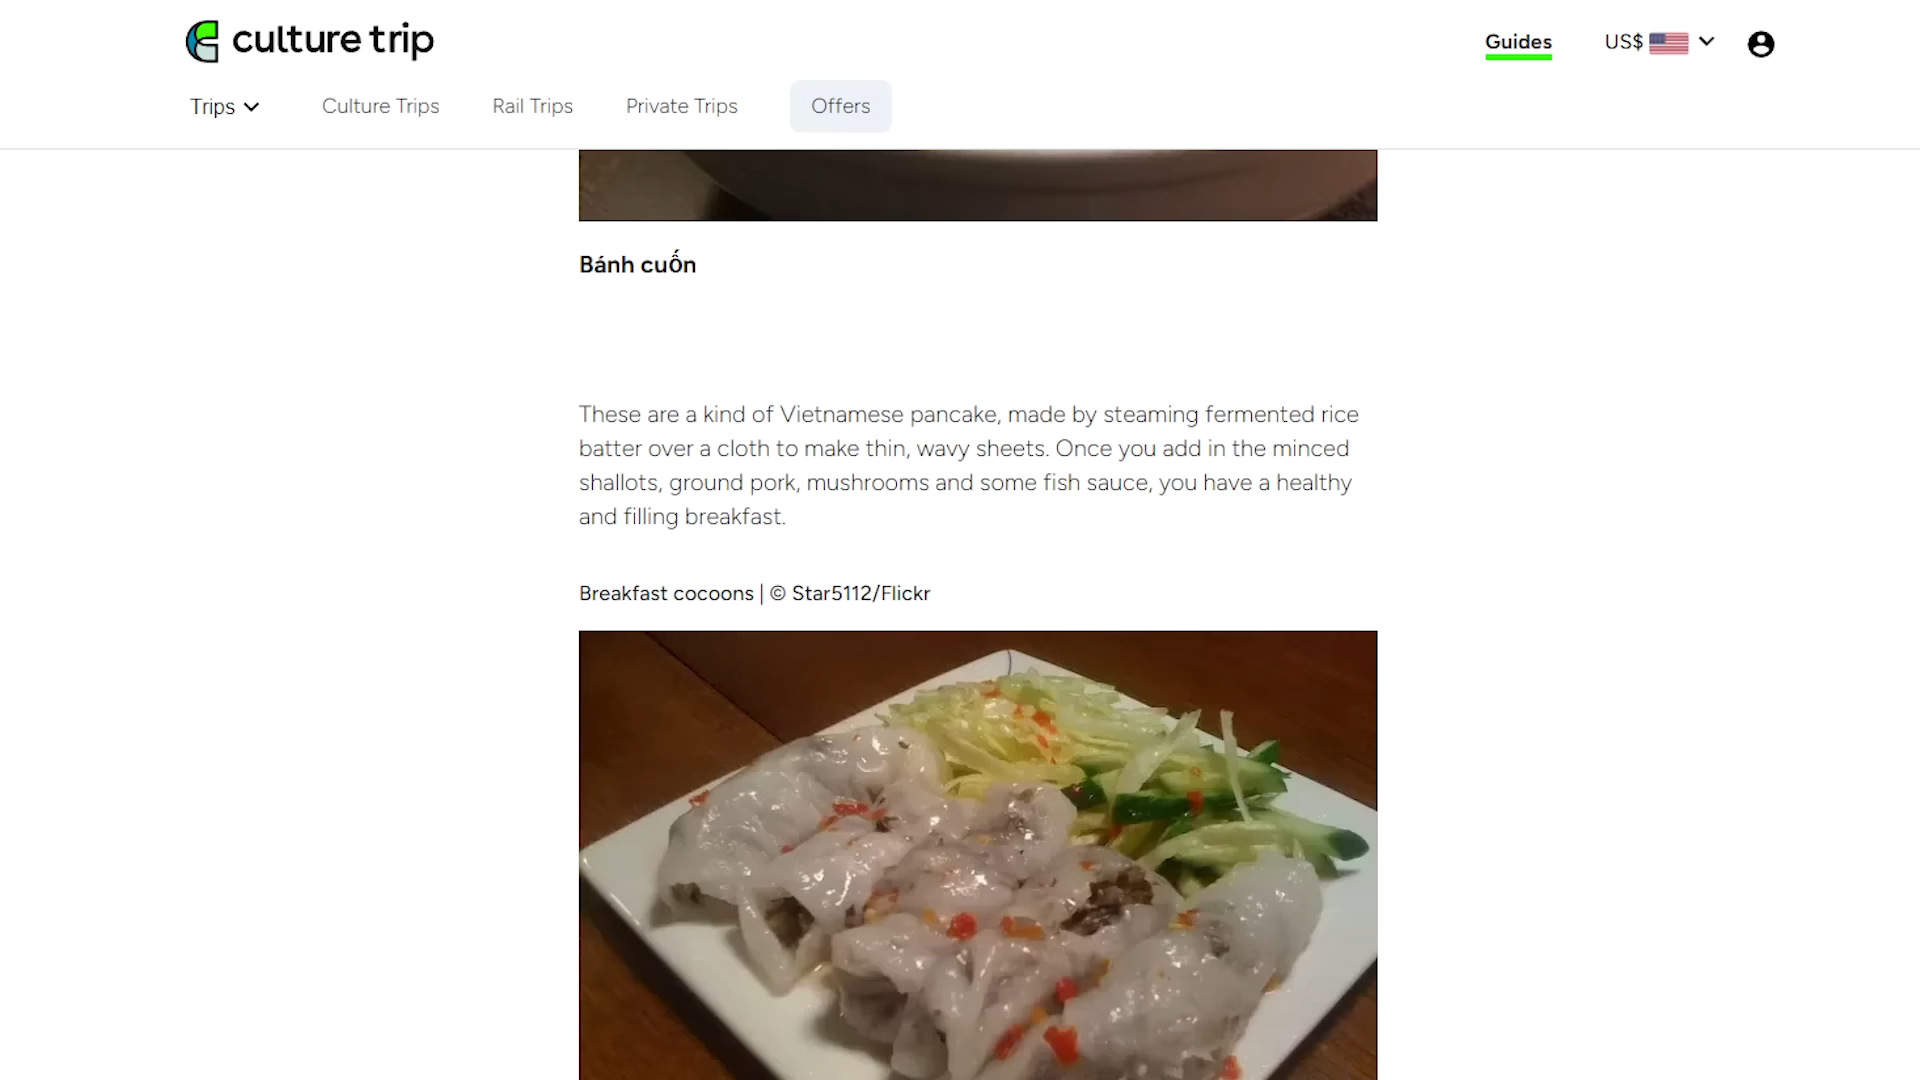 culture trip
Guides
US$
Trips
Culture Trips
Rail Trips
Private Trips
Offers
Bánh cuốn
These are a kind of Vietnamese pancake, made by steaming fermented rice
batter over a cloth to make thin, wavy sheets. Once you add in the minced
shallots, ground pork, mushrooms and some fish sauce, you have a healthy
and filling breakfast.
Breakfast cocoons | © Star5112/Flickr